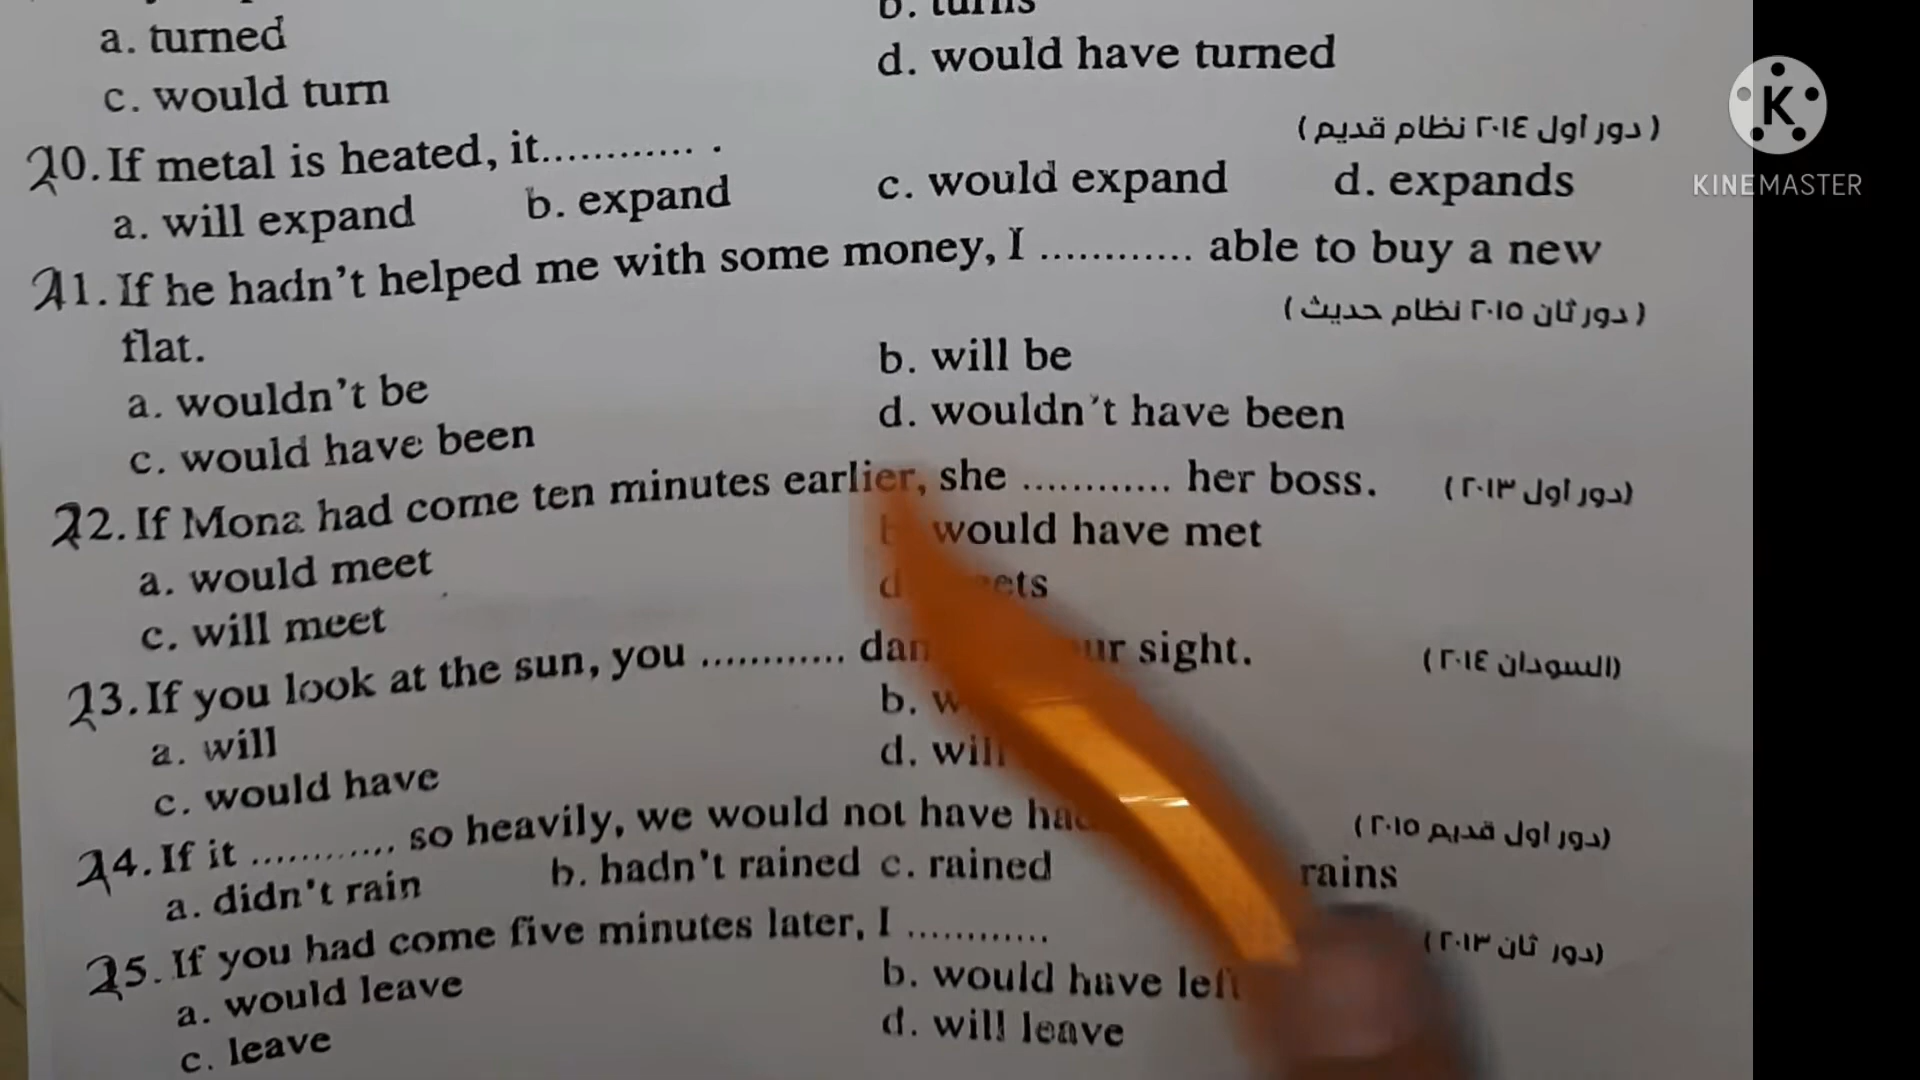 a. turned
b. turns
c. would turn
d. would have turned
20. If metal is heated, it............. .
(دور أول ٢٠١٤ نظام قديم)
a. will expand b. expand c. would expand d. expands
21. If he hadn't helped me with some money, I ............ able to buy a new
flat.
(دور ثان ٢٠١٥ نظام حديث)
a. wouldn't be
b. will be
c. would have been
d. wouldn't have been
22. If Mona had come ten minutes earlier, she ............ her boss. (دور اول ٢٠١٣)
a. would meet
b. would have met
c. will meet
d.
23. If you look at the sun, you ............ sight. (السودان ٢٠١٤)
a. will
b.
c. would have
d. will
24. If it ............ so heavily, we would not have (دور اول قديم ٢٠١٥)
a. didn't rain b. hadn't rained c. rained rains
25. If you had come five minutes later, I ............ (دور ثان ٢٠١٣)
a. would leave
b. would have left
c. leave
d. will leave
K
KINEMASTER